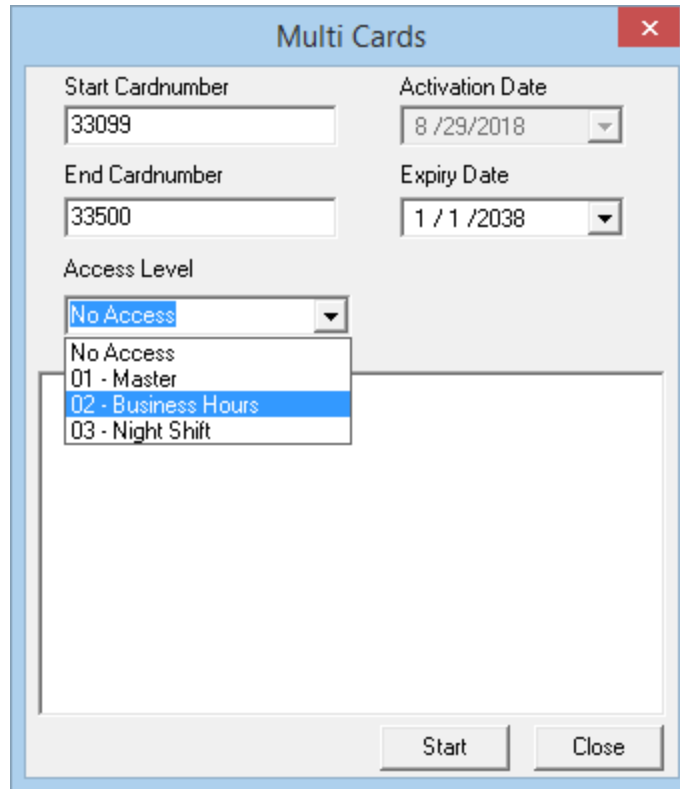 Multi Cards
Start Cardnumber
33099
Activation Date
8 /29/2018
End Cardnumber
33500
Expiry Date
1 / 1 /2038
Access Level
No Access
No Access
01 - Master
02 - Business Hours
03 - Night Shift
Start
Close